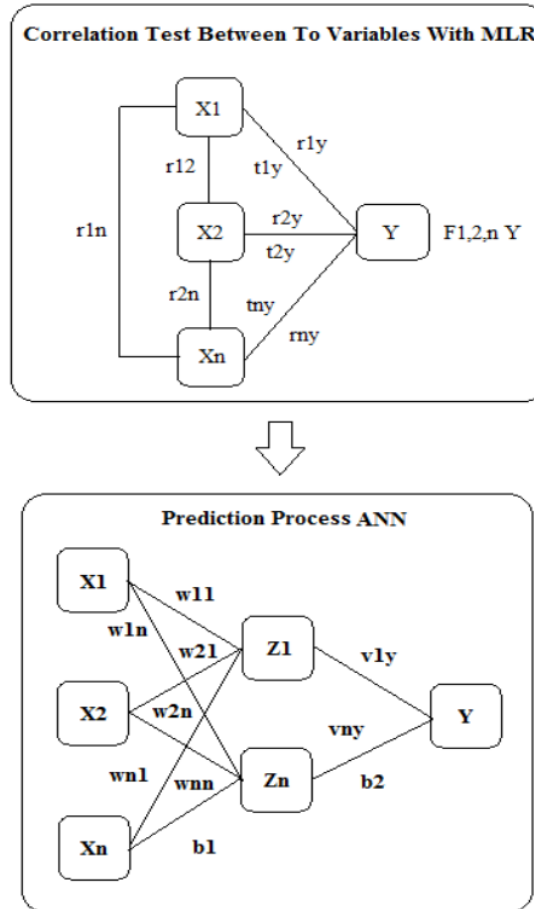 Correlation Test Between To Variables With MLR
X1
r1y
r12
t1y
r1n
X2
r2y
Y
F1,2,n Y
t2y
r2n
tny
rny
Xn
Prediction Process ANN
X1
w11
w1n
w21
Z1
v1y
X2
w2n
Y
vny
wn1
wnn
Zn
b2
Xn
b1